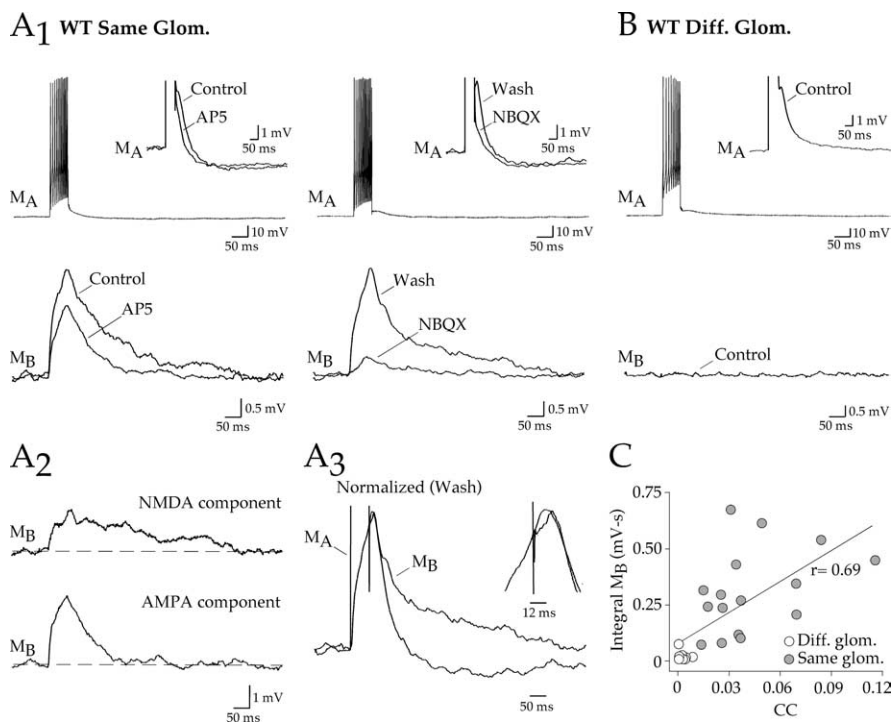 A1 WT Same Glom.
B WT Diff. Glom.
Control
AP5
MA
1 mV
50 ms
MA
10 mV
50 ms
Wash
NBQX
MA
1 mV
50 ms
10 mV
50 ms
Control
MA
1 mV
50 ms
MA
10 mV
50 ms
Control
AP5
MB
0.5 mV
50 ms
Wash
NBQX
MB
0.5 mV
50 ms
MB
Control
0.5 mV
50 ms
A2
NMDA component
MB
AMPA component
MB
1 mV
50 ms
A3
Normalized (Wash)
MA
MB
12 ms
50 ms
C
Integral MB (mV-s)
0.75
0.50
0.25
0
r= 0.69
Diff. glom.
Same glom.
0 0.03 0.06 0.09 0.12
CC